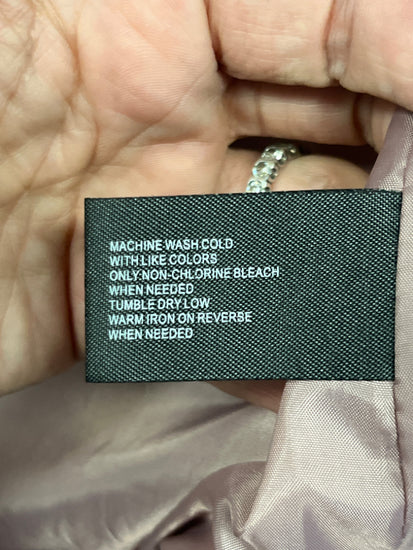 MACHINE WASH COLD
WITH LIKE COLORS
ONLY NON-CHLORINE BLEACH
WHEN NEEDED
TUMBLE DRY LOW
WARM IRON ON REVERSE
WHEN NEEDED